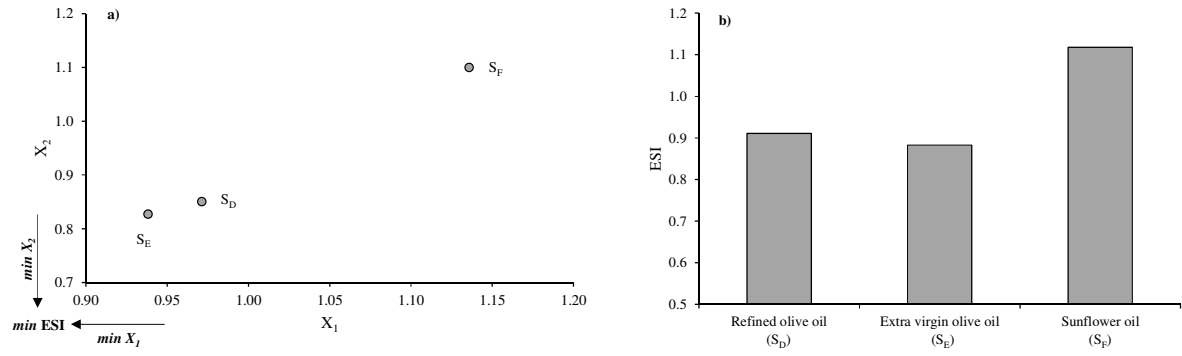 a)
1.2
1.1
1.0
0.9
0.8
0.7
X2
0.90
0.95
1.00
1.05
1.10
1.15
1.20
X1
SF
SD
SE
min X2
min ESI
min X1
b)
1.2
1.1
1.0
0.9
0.8
0.7
0.6
0.5
ESI
Refined olive oil
(SD)
Extra virgin olive oil
(SE)
Sunflower oil
(SF)